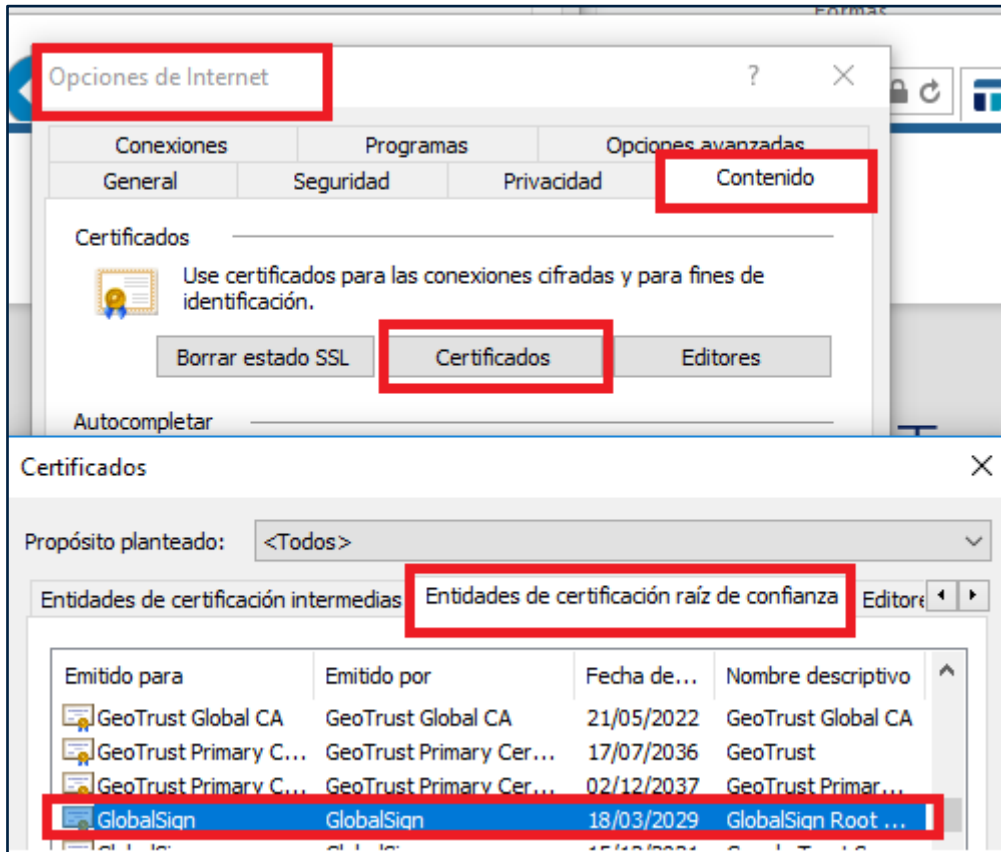 Formas
Opciones de Internet ?
Conexiones Programas Opciones avanzadas
General Seguridad Privacidad Contenido
Certificados
Use certificados para las conexiones cifradas y para fines de
identificación.
Borrar estado SSL Certificados Editores
Autocompletar
Certificados
Propósito planteado: <Todos>
Entidades de certificación intermedias Entidades de certificación raíz de confianza Editore
Emitido para Emitido por Fecha de... Nombre descriptivo
GeoTrust Global CA GeoTrust Global CA 21/05/2022 GeoTrust Global CA
GeoTrust Primary C... GeoTrust Primary Cer... 17/07/2036 GeoTrust
GeoTrust Primary C... GeoTrust Primary Cer... 02/12/2037 GeoTrust Primar...
GlobalSign GlobalSign 18/03/2029 GlobalSign Root ...